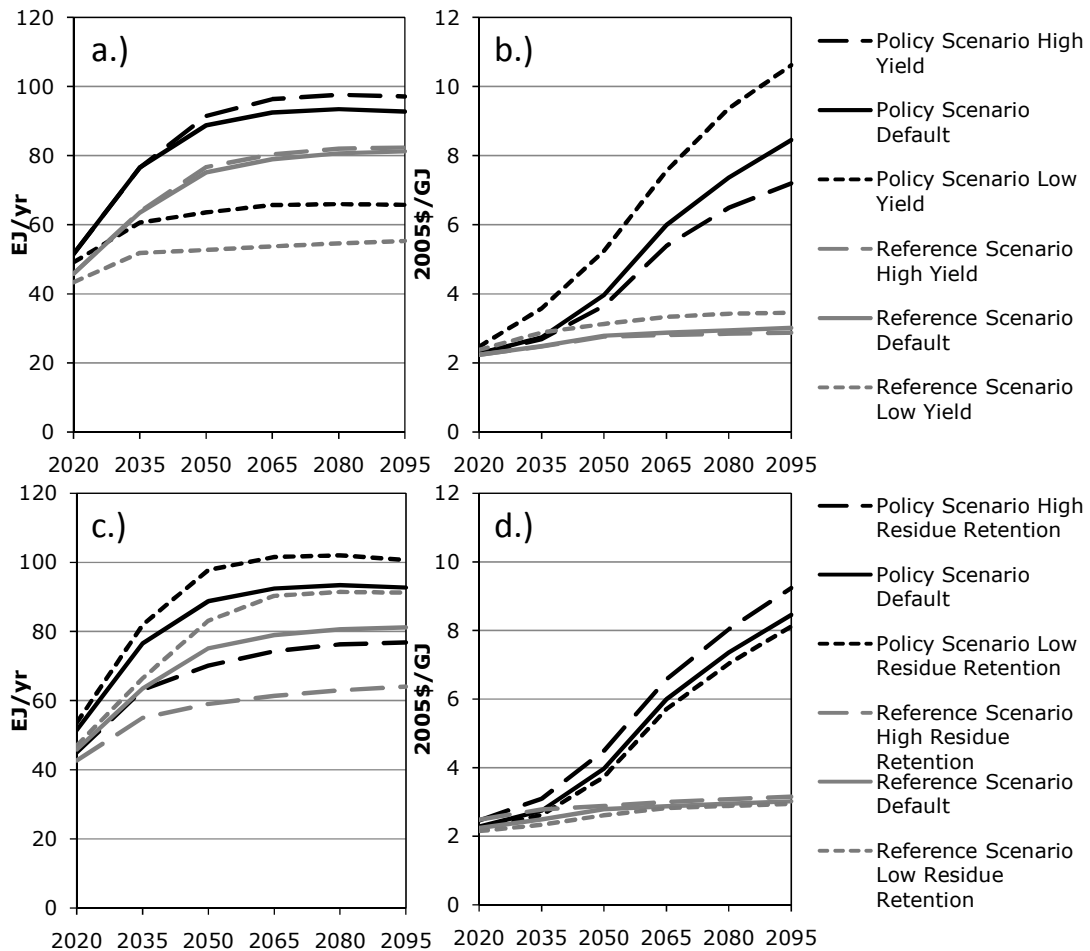 a.)
120
100
80
60
40
20
0
EJ/yr
2020 2035 2050 2065 2080 2095
b.)
12
10
8
6
4
2
0
2005$/GJ
2020 2035 2050 2065 2080 2095
Policy Scenario High
Yield
Policy Scenario
Default
Policy Scenario Low
Yield
Reference Scenario
High Yield
Reference Scenario
Default
Reference Scenario
Low Yield
c.)
120
100
80
60
40
20
0
EJ/yr
2020 2035 2050 2065 2080 2095
d.)
12
10
8
6
4
2
0
2005$/GJ
2020 2035 2050 2065 2080 2095
Policy Scenario High
Residue Retention
Policy Scenario
Default
Policy Scenario Low
Residue Retention
Reference Scenario
High Residue
Retention
Reference Scenario
Default
Reference Scenario
Low Residue
Retention